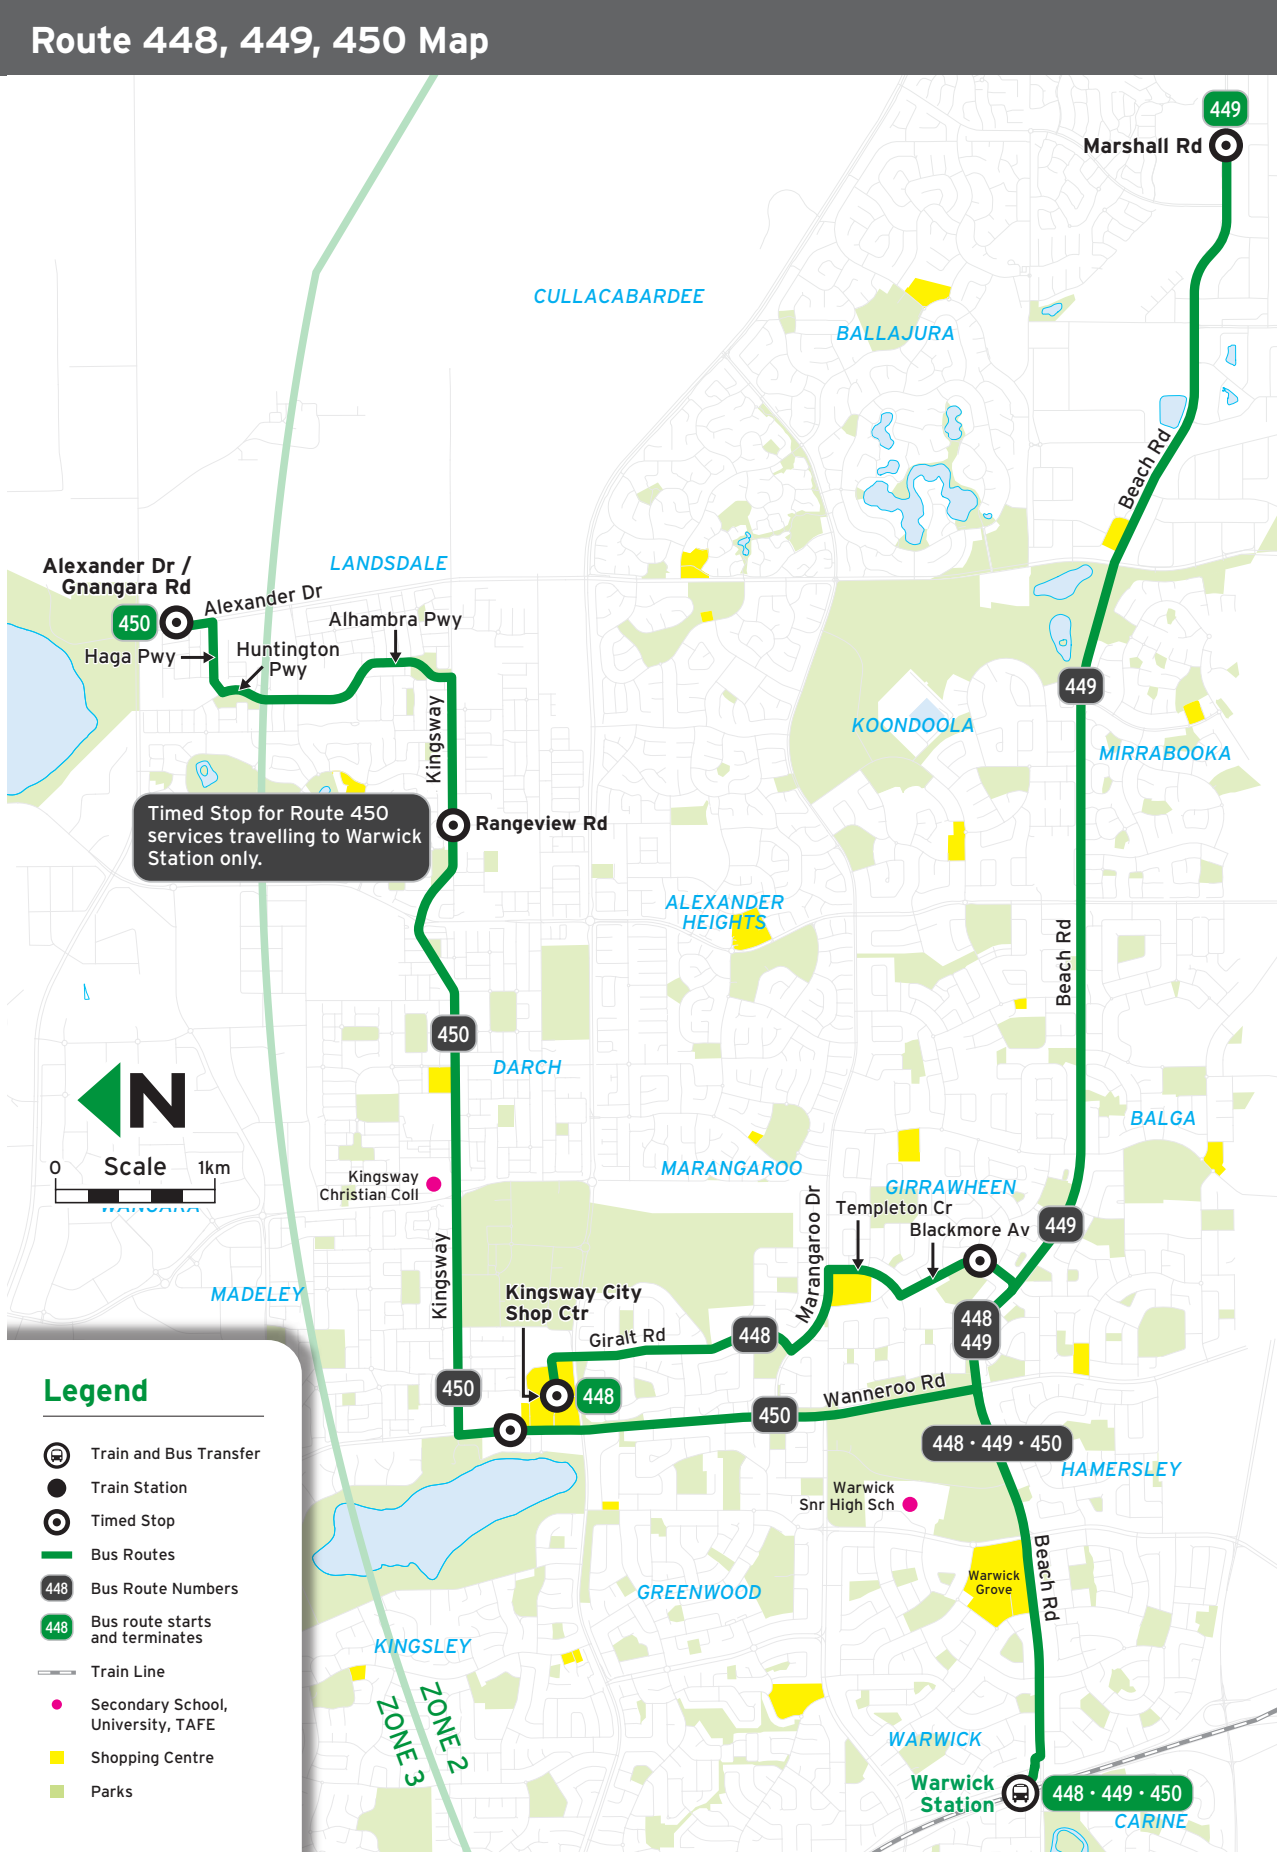 Route 448, 449, 450 Map
449
Marshall Rd
CULLACABARDEE
BALLAJURA
Beach Rd
Alexander Dr /
Gnangara Rd
LANDSDALE
450
Alexander Dr
Alhambra Pwy
Haga Pwy
Huntington
Pwy
449
Kingsway
KOONDOOLA
MIRRABOOKA
Timed Stop for Route 450
services travelling to Warwick
Station only.
Rangeview Rd
ALEXANDER
HEIGHTS
Beach Rd
450
DARCH
N
BALGA
0 Scale 1km
WANGARA
Kingsway
Christian Coll
MARANGAROO
GIRRAWHEEN
Templeton Cr
Blackmore Av
449
Marangaroo Dr
Kingsway
MADELEY
Kingsway City
Shop Ctr
Giralt Rd
448
448
449
450
448
Wanneroo Rd
450
448 • 449 • 450
HAMERSLEY
Warwick
Snr High Sch
Beach Rd
Warwick
Grove
GREENWOOD
KINGSLEY
ZONE 2
ZONE 3
WARWICK
Warwick
Station
448 • 449 • 450
CARINE
Legend
Train and Bus Transfer
Train Station
Timed Stop
Bus Routes
448 Bus Route Numbers
448 Bus route starts
and terminates
Train Line
Secondary School,
University, TAFE
Shopping Centre
Parks